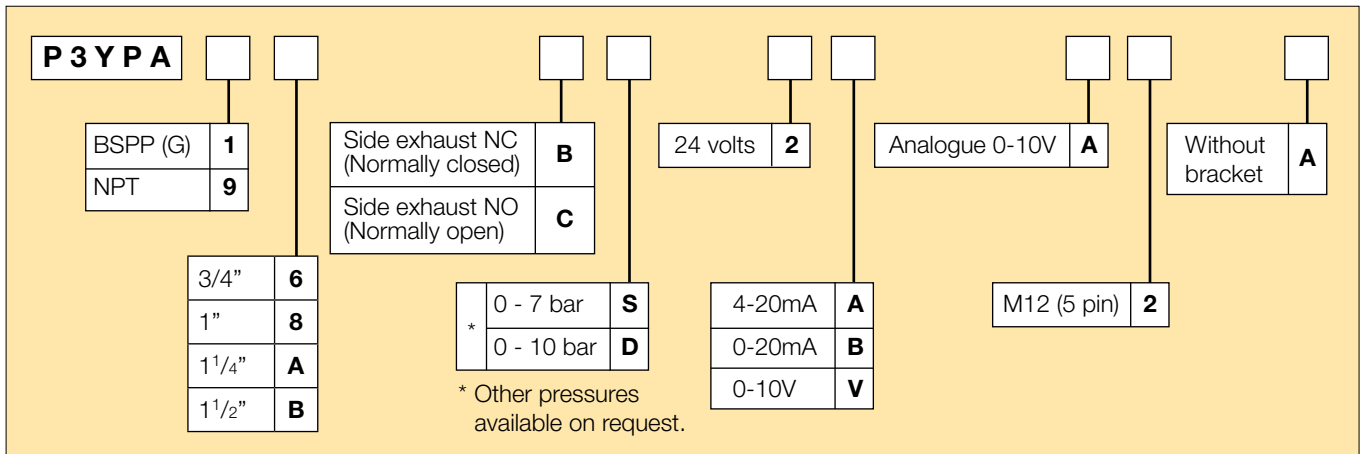 P3YPA
BSPP (G) 1
NPT 9
3/4” 6
1” 8
1 1/4” A
1 1/2” B
Side exhaust NC
(Normally closed) B
Side exhaust NO
(Normally open) C
* 0 - 7 bar S
0 - 10 bar D
* Other pressures
available on request.
24 volts 2
4-20mA A
0-20mA B
0-10V V
Analogue 0-10V A
M12 (5 pin) 2
Without
bracket A